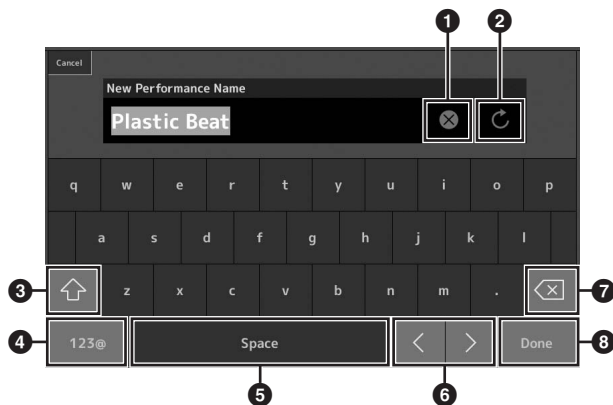 1 2
Cancel
New Performance Name
Plastic Beat
q w e r t y u i o p
a s d f g h j k l
3 z x c v b n m . 7
4 123@ Space < > Done 8
5 6